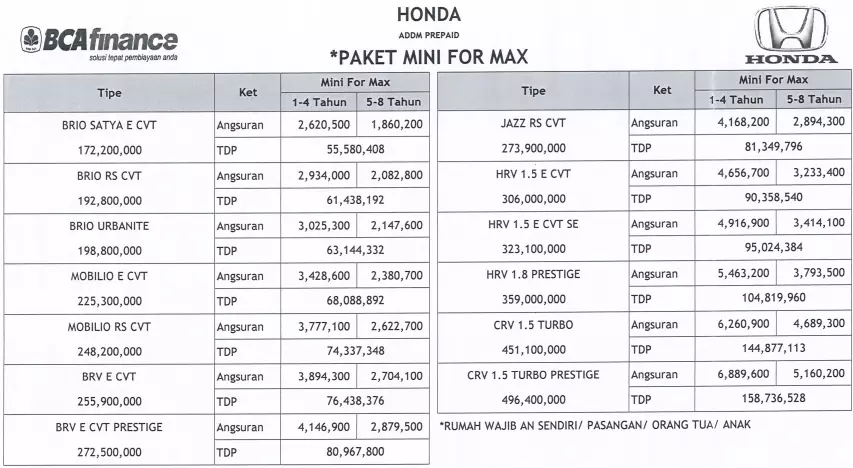 BCA finance
solusi tepat pembiayaan anda
HONDA
ADDM PREPAID
*PAKET MINI FOR MAX
HONDA
Tipe Ket Mini For Max
1-4 Tahun 5-8 Tahun
BRIO SATYA E CVT Angsuran 2,620,500 1,860,200
172,200,000 TDP 55,580,408
BRIO RS CVT Angsuran 2,934,000 2,082,800
192,800,000 TDP 61,438,192
BRIO URBANITE Angsuran 3,025,300 2,147,600
198,800,000 TDP 63,144,332
MOBILIO E CVT Angsuran 3,428,600 2,380,700
225,300,000 TDP 68,088,892
MOBILIO RS CVT Angsuran 3,777,100 2,622,700
248,200,000 TDP 74,337,348
BRV E CVT Angsuran 3,894,300 2,704,100
255,900,000 TDP 76,438,376
BRV E CVT PRESTIGE Angsuran 4,146,900 2,879,500
272,500,000 TDP 80,967,800
Tipe Ket Mini For Max
1-4 Tahun 5-8 Tahun
JAZZ RS CVT Angsuran 4,168,200 2,894,300
273,900,000 TDP 81,349,796
HRV 1.5 E CVT Angsuran 4,656,700 3,233,400
306,000,000 TDP 90,358,540
HRV 1.5 E CVT SE Angsuran 4,916,900 3,414,100
323,100,000 TDP 95,024,384
HRV 1.8 PRESTIGE Angsuran 5,463,200 3,793,500
359,000,000 TDP 104,819,960
CRV 1.5 TURBO Angsuran 6,260,900 4,689,300
451,100,000 TDP 144,877,113
CRV 1.5 TURBO PRESTIGE Angsuran 6,889,600 5,160,200
496,400,000 TDP 158,736,528
*RUMAH WAJIB AN SENDIRI/ PASANGAN/ ORANG TUA/ ANAK